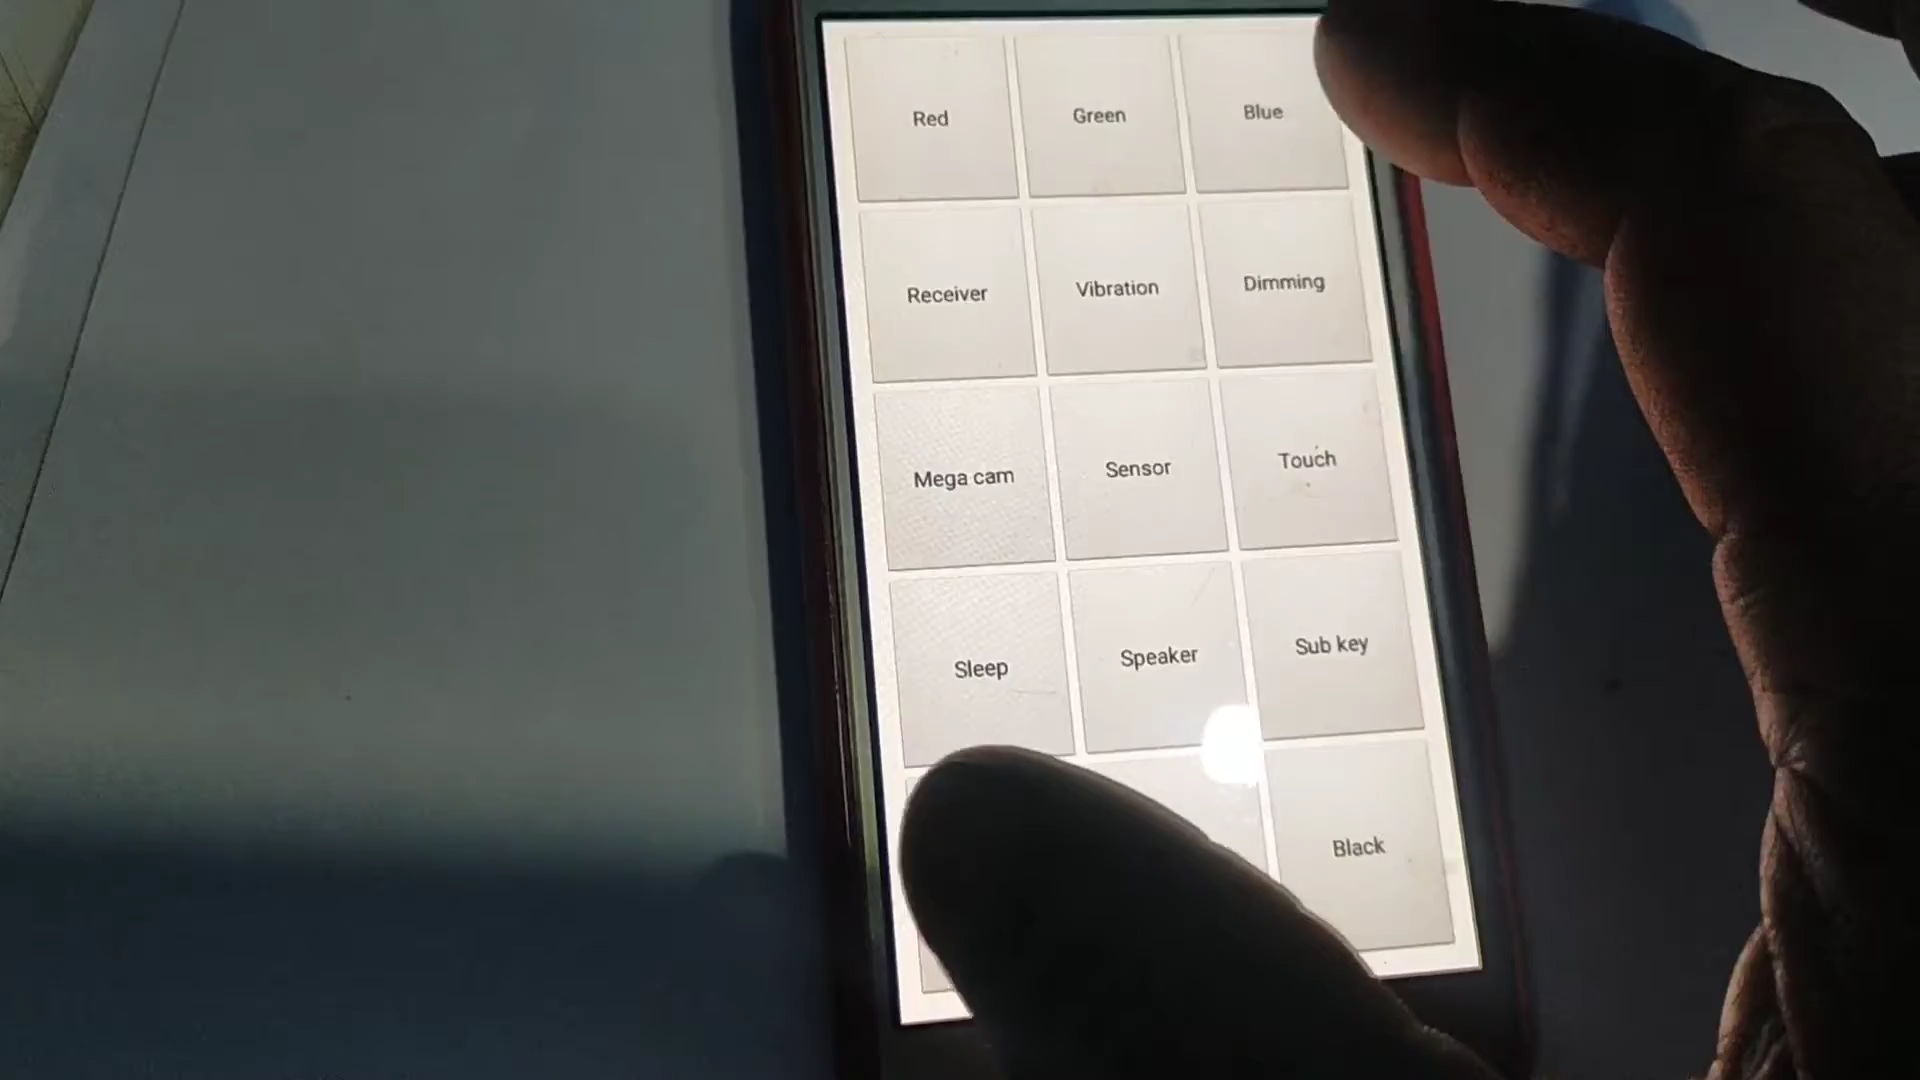 Red Green Blue
Receiver Vibration Dimming
Mega cam Sensor Touch
Sleep Speaker Sub key
Black